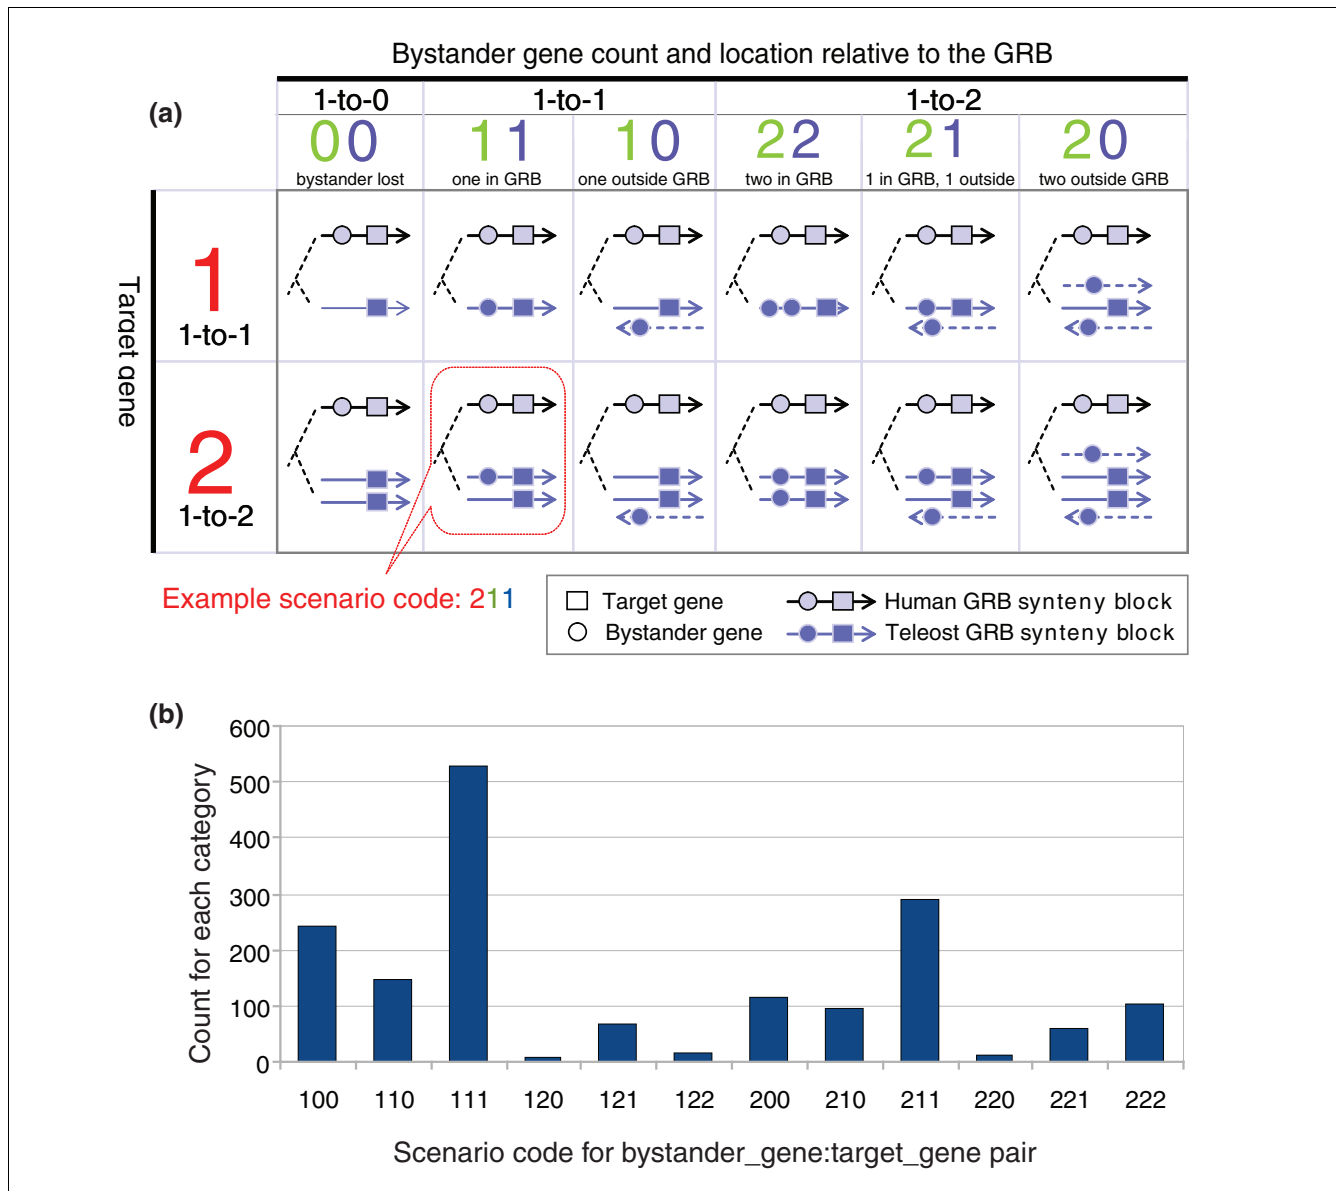 Bystander gene count and location relative to the GRB
(a)
1-to-0 1-to-1 1-to-2
00 11 10 22 21 20
bystander lost one in GRB one outside GRB two in GRB 1 in GRB, 1 outside two outside GRB
Target gene
1
1-to-1
2
1-to-2
Example scenario code: 211
Target gene Human GRB synteny block
Bystander gene Teleost GRB synteny block
(b)
Count for each category
600
500
400
300
200
100
0
100 110 111 120 121 122 200 210 211 220 221 222
Scenario code for bystander_gene:target_gene pair